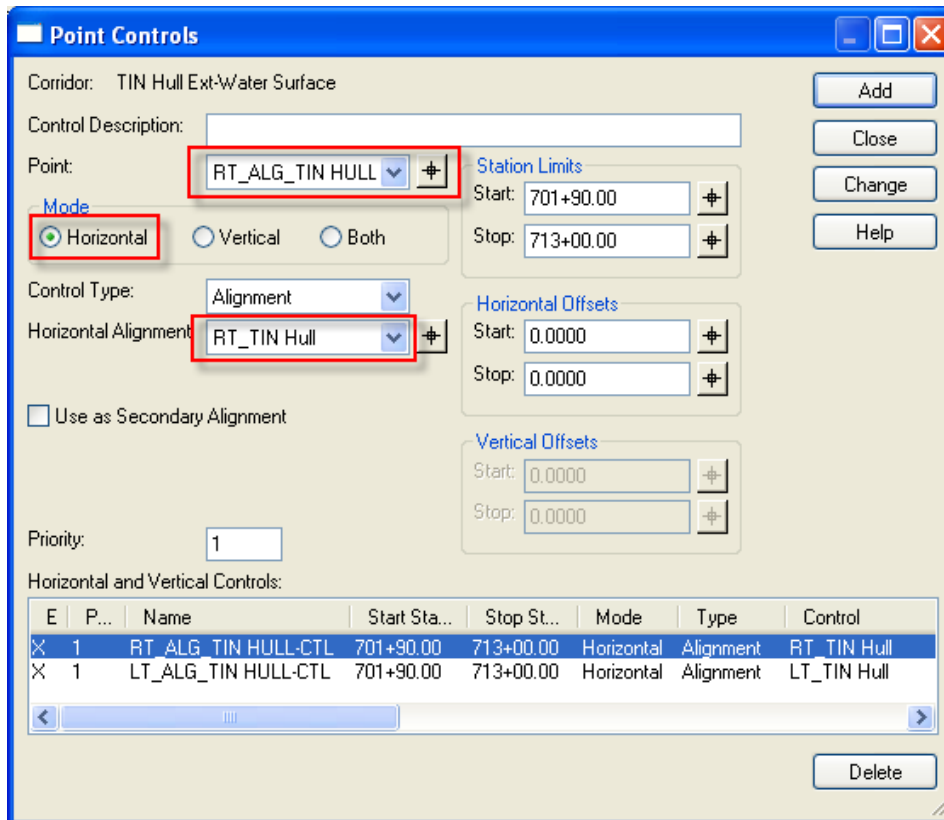 Point Controls
Corridor: TIN Hull Ext-Water Surface
Add
Control Description:
Close
Point: RT_ALG_TIN HULL
Station Limits
Change
Start: 701+90.00
Mode
Horizontal Vertical Both
Help
Stop: 713+00.00
Control Type: Alignment
Horizontal Offsets
Horizontal Alignment RT_TIN Hull
Start: 0.0000
Stop: 0.0000
Use as Secondary Alignment
Vertical Offsets
Start: 0.0000
Stop: 0.0000
Priority: 1
Horizontal and Vertical Controls:
E P... Name Start Sta... Stop St... Mode Type Control
X 1 RT_ALG_TIN HULL-CTL 701+90.00 713+00.00 Horizontal Alignment RT_TIN Hull
X 1 LT_ALG_TIN HULL-CTL 701+90.00 713+00.00 Horizontal Alignment LT_TIN Hull
Delete